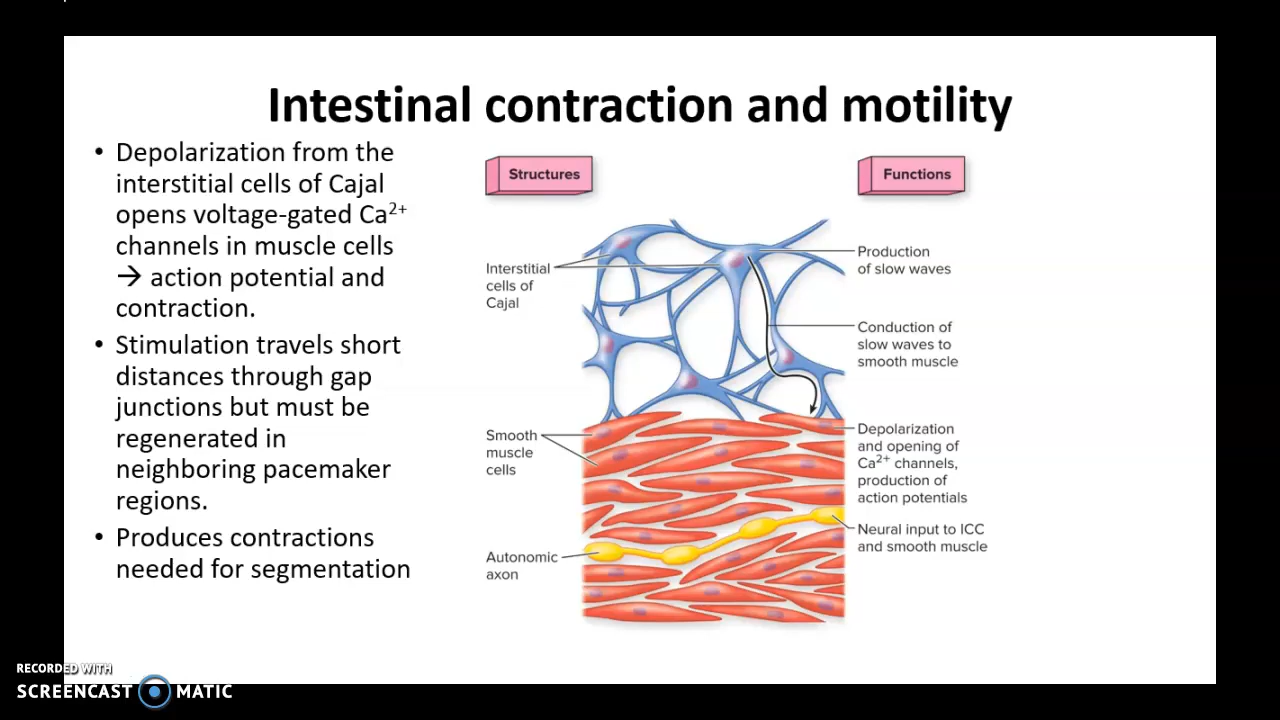 Intestinal contraction and motility
• Depolarization from the
interstitial cells of Cajal
opens voltage-gated Ca²⁺
channels in muscle cells
→ action potential and
contraction.
• Stimulation travels short
distances through gap
junctions but must be
regenerated in
neighboring pacemaker
regions.
• Produces contractions
needed for segmentation
Structures
Functions
Interstitial
cells of
Cajal
Production
of slow waves
Conduction of
slow waves to
smooth muscle
Smooth
muscle
cells
Depolarization
and opening of
Ca²⁺ channels,
production of
action potentials
Autonomic
axon
Neural input to ICC
and smooth muscle
RECORDED WITH
SCREENCAST MATIC